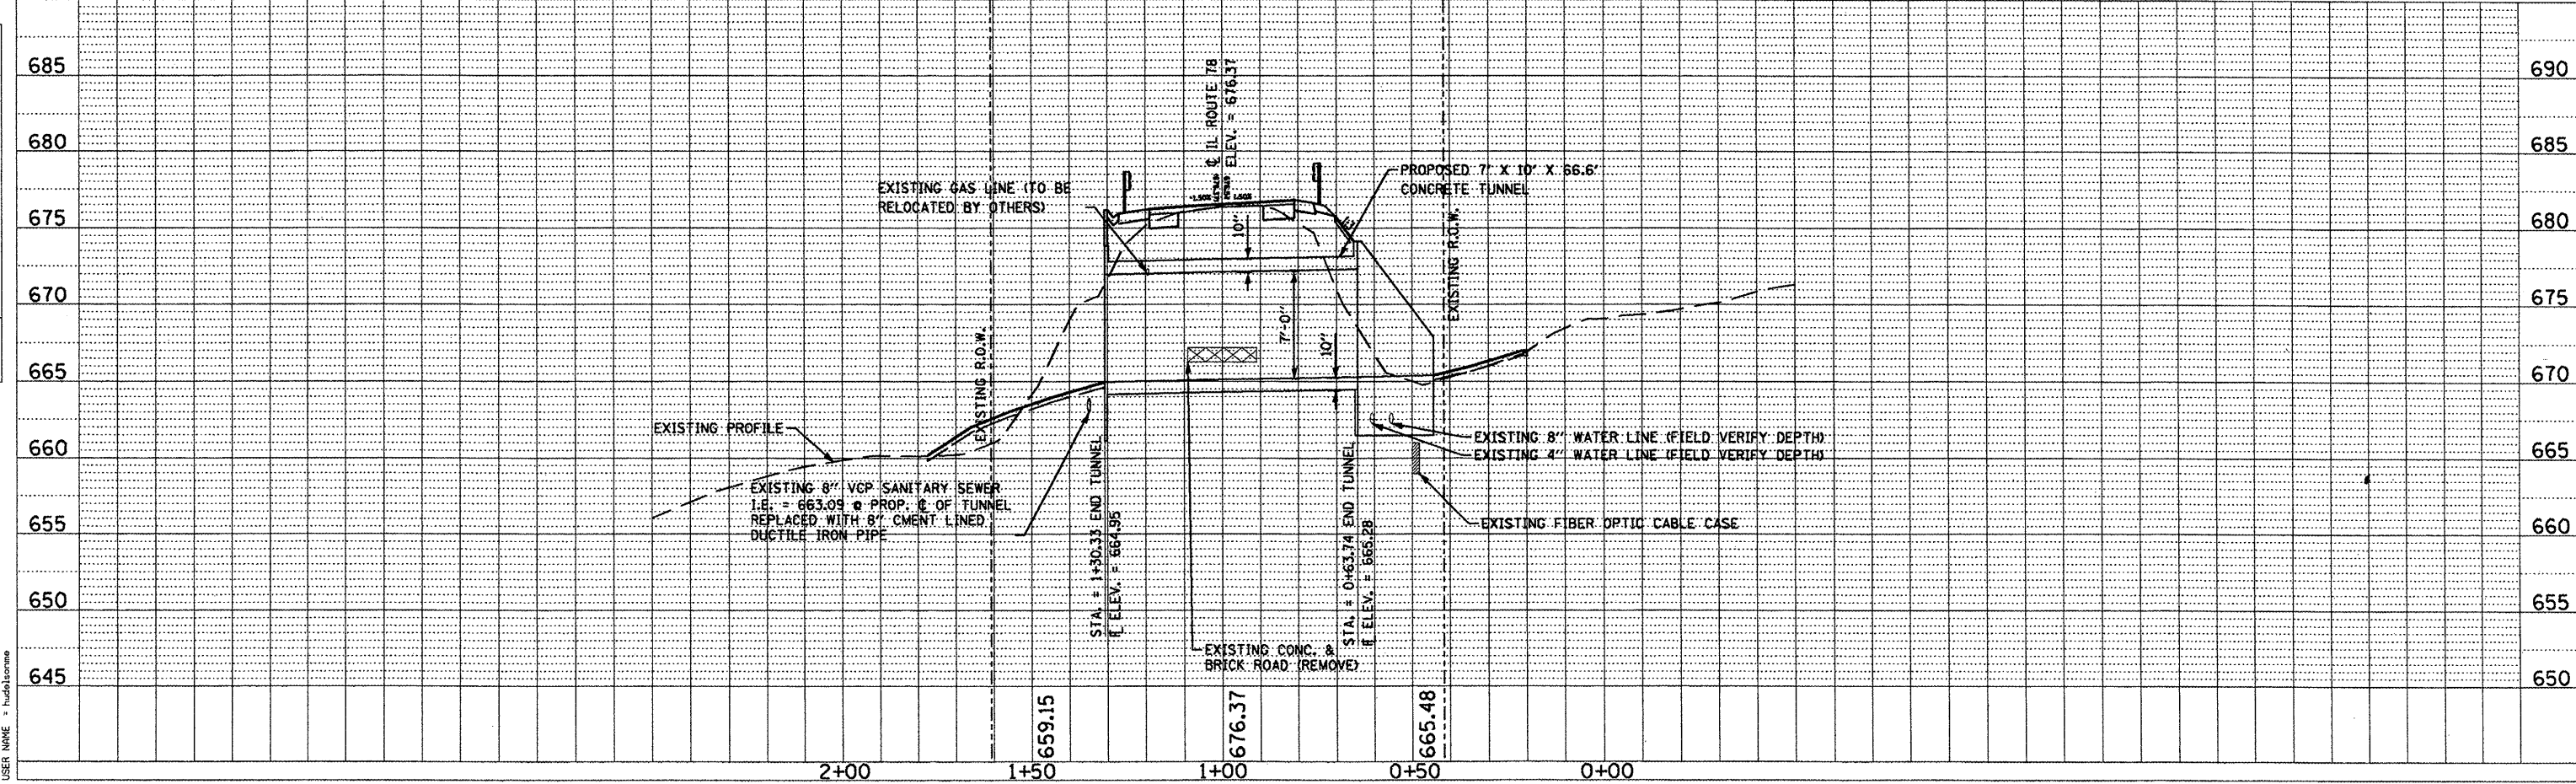 685
680
675
670
665
660
655
650
645
690
685
680
675
670
665
660
655
650
℄ IL ROUTE 78
ELEV. = 676.37
EXISTING GAS LINE (TO BE
RELOCATED BY OTHERS)
PROPOSED 7' X 10' X 66.6'
CONCRETE TUNNEL
10"
7'-0"
10"
EXISTING R.O.W.
EXISTING R.O.W.
EXISTING PROFILE
EXISTING 8" VCP SANITARY SEWER
I.E. = 663.09 @ PROP. ℄ OF TUNNEL
REPLACED WITH 8" CMENT LINED
DUCTILE IRON PIPE
STA. = 1+30.33 END TUNNEL
ELEV. = 664.95
STA. = 0+63.74 END TUNNEL
ELEV. = 665.28
EXISTING 8" WATER LINE (FIELD VERIFY DEPTH)
EXISTING 4" WATER LINE (FIELD VERIFY DEPTH)
EXISTING FIBER OPTIC CABLE CASE
EXISTING CONC. &
BRICK ROAD (REMOVE)
659.15
676.37
665.48
2+00
1+50
1+00
0+50
0+00
USER NAME = hudelsonme